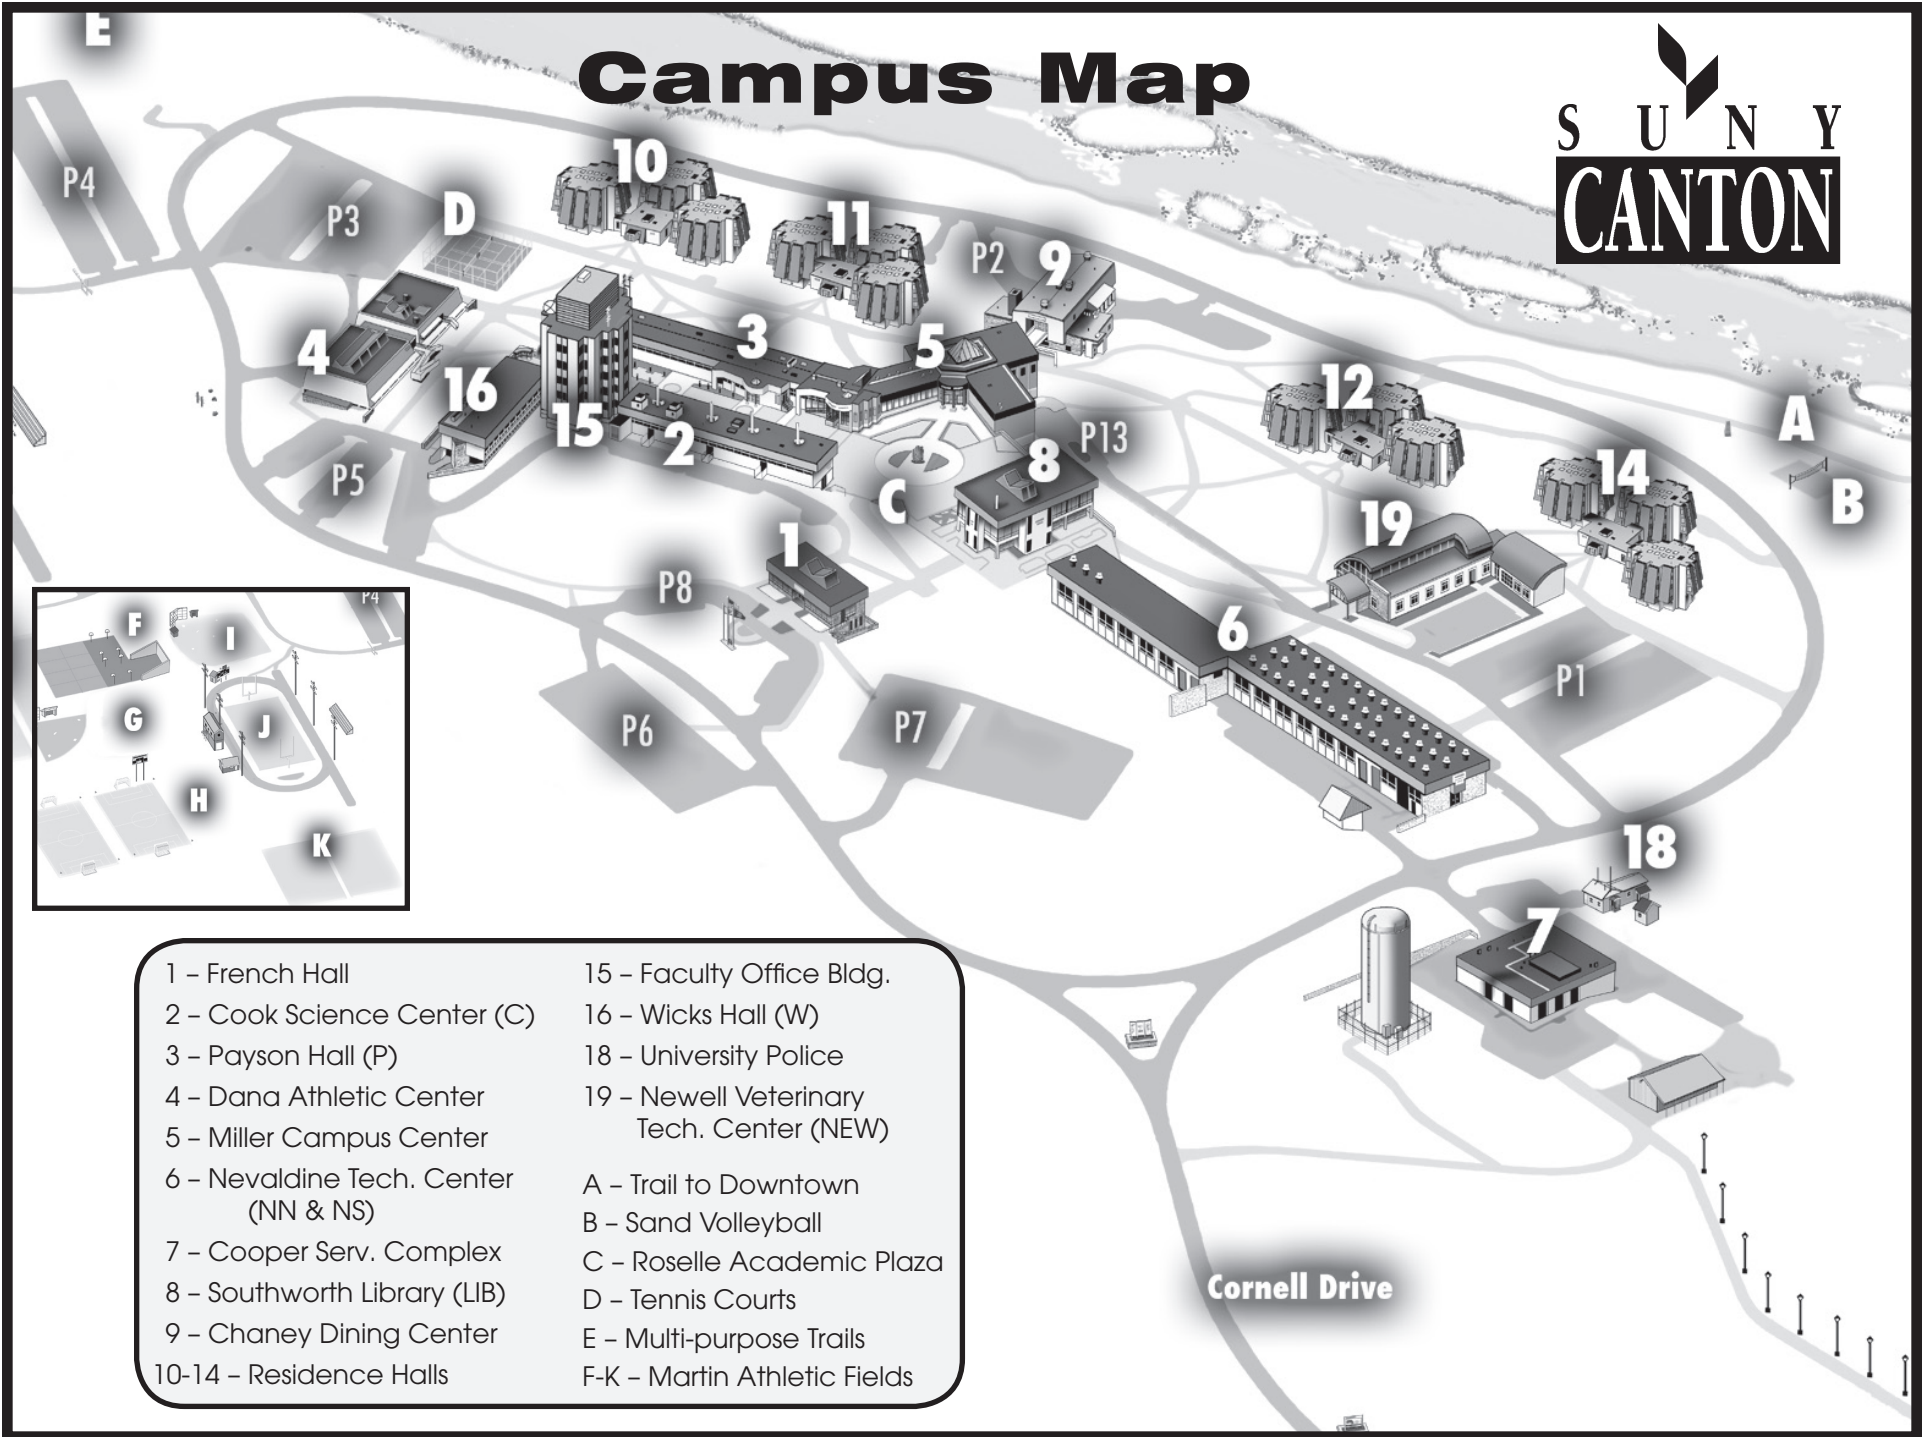 E
Campus Map
S U N Y
CANTON
10
P4
P3
D
11
P2
9
4
3
5
16
12
15
2
A
P13
8
14
P5
C
B
19
1
P8
6
P1
P6
P7
P4
F
I
G
J
H
K
18
7
1 – French Hall
2 – Cook Science Center (C)
3 – Payson Hall (P)
4 – Dana Athletic Center
5 – Miller Campus Center
6 – Nevaldine Tech. Center
(NN & NS)
7 – Cooper Serv. Complex
8 – Southworth Library (LIB)
9 – Chaney Dining Center
10-14 – Residence Halls
15 – Faculty Office Bldg.
16 – Wicks Hall (W)
18 – University Police
19 – Newell Veterinary
Tech. Center (NEW)
A – Trail to Downtown
B – Sand Volleyball
C – Roselle Academic Plaza
D – Tennis Courts
E – Multi-purpose Trails
F-K – Martin Athletic Fields
Cornell Drive